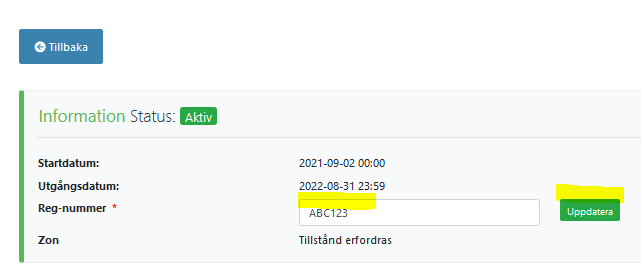 Tillbaka
Information Status: Aktiv
Startdatum: 2021-09-02 00:00
Utgångsdatum: 2022-08-31 23:59
Reg-nummer * ABC123 Uppdatera
Zon Tillstånd erfordras